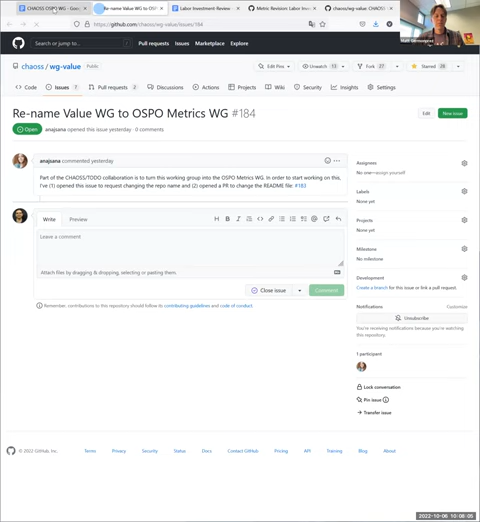 CHAOSS OSPO WG - Goo
Re-name Value WG to OSPO M
Labor Investment-Review
Metric Revision: Labor Inves
chaoss/wg-value: CHAOSS
https://github.com/chaoss/wg-value/issues/184
Search or jump to...
Pull requests Issues Marketplace Explore
chaoss / wg-value Public
Edit Pins Unwatch 15 Fork 27 Starred 28
Code Issues 1 Pull requests 2 Discussions Actions Projects Wiki Security Insights Settings
Re-name Value WG to OSPO Metrics WG #184
Edit New issue
Open anajsana opened this issue yesterday · 0 comments
anajsana commented yesterday
Part of the CHAOSS/TODO collaboration is to turn this working group into the OSPO Metrics WG. In order to start working on this,
I've (1) opened this issue to request changing the repo name and (2) opened a PR to change the README file: #183
Write Preview
Leave a comment
Attach files by dragging & dropping, selecting or pasting them.
Close issue Comment
Remember, contributions to this repository should follow its contributing guidelines and code of conduct.
Assignees
No one—assign yourself
Labels
None yet
Projects
None yet
Milestone
No milestone
Development
Create a branch for this issue or link a pull request.
Notifications Customize
Unsubscribe
You're receiving notifications because you're watching
this repository.
1 participant
Lock conversation
Pin issue
Transfer issue
© 2022 GitHub, Inc. Terms Privacy Security Status Docs Contact GitHub Pricing API Training Blog About
2022-10-06 10:06:05